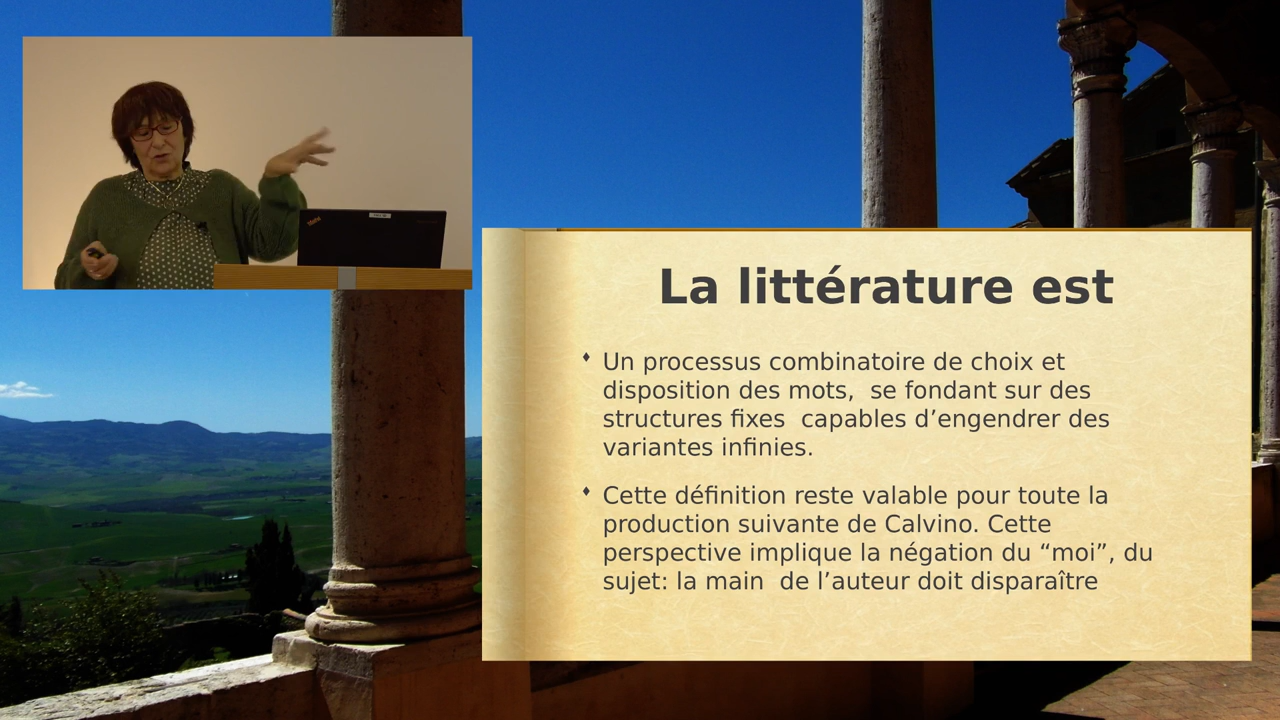 La littérature est
Un processus combinatoire de choix et
disposition des mots,  se fondant sur des
structures fixes  capables d’engendrer des
variantes infinies.
Cette définition reste valable pour toute la
production suivante de Calvino. Cette
perspective implique la négation du “moi”, du
sujet: la main  de l’auteur doit disparaître